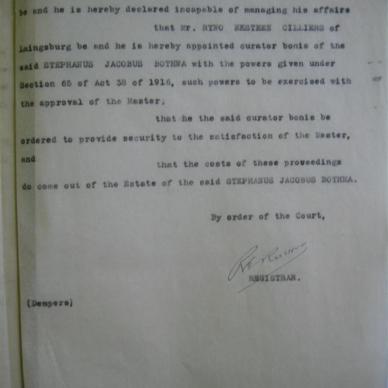 be and he is hereby declared incapable of managing his affairs
that Mr. RYNO EKSTEEN CILLIERS of
Laingsburg be and he is hereby appointed curator bonis of the
said STEPHANUS JACOBUS BOTHMA with the powers given under
Section 65 of Act 38 of 1916, such powers to be exercised with
the approval of the Master,
that he the said curator bonis be
ordered to provide security to the satisfaction of the Master,
and
that the costs of these proceedings
do come out of the Estate of the said STEPHANUS JACOBUS BOTHMA.
By order of the Court,
REGISTRAR.
(Dempers)